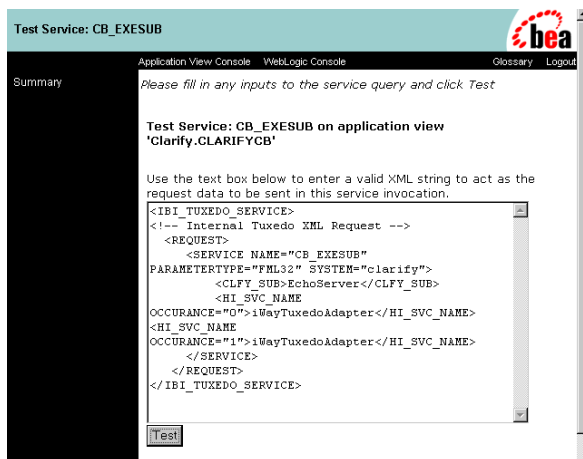 Test Service: CB_EXESUB
bea
Application View Console WebLogic Console Glossary Logout
Summary
Please fill in any inputs to the service query and click Test
Test Service: CB_EXESUB on application view
'Clarify.CLARIFYCB'
Use the text box below to enter a valid XML string to act as the
request data to be sent in this service invocation.
<IBI_TUXEDO_SERVICE>
<!-- Internal Tuxedo XML Request -->
<REQUEST>
<SERVICE NAME="CB_EXESUB"
PARAMETERTYPE="FML32" SYSTEM="clarify">
<CLFY_SUB>EchoServer</CLFY_SUB>
<HI_SVC_NAME
OCCURANCE="0">iWayTuxedoAdapter</HI_SVC_NAME>
<HI_SVC_NAME
OCCURANCE="1">iWayTuxedoAdapter</HI_SVC_NAME>
</SERVICE>
</REQUEST>
</IBI_TUXEDO_SERVICE>
Test